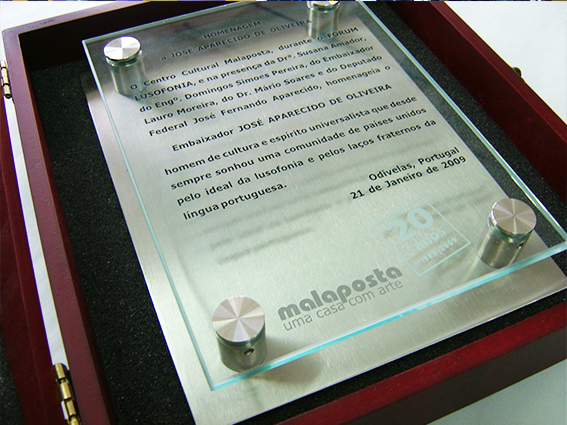 HOMENAGEM
a JOSÉ APARECIDO DE OLIVEIRA
O Centro Cultural Malaposta, durante o FORUM
LUSOFONIA, e na presença da Drª. Susana Amador,
do Engº. Domingos Simões Pereira, do Embaixador
Lauro Moreira, do Dr. Mário Soares e do Deputado
Federal José Fernando Aparecido, homenageia o
Embaixador JOSÉ APARECIDO DE OLIVEIRA
homem de cultura e espírito universalista que desde
sempre sonhou uma comunidade de países unidos
pelo ideal da lusofonia e pelos laços fraternos da
língua portuguesa.
Odivelas, Portugal
21 de Janeiro de 2009
20
anos
malaposta
uma casa com arte